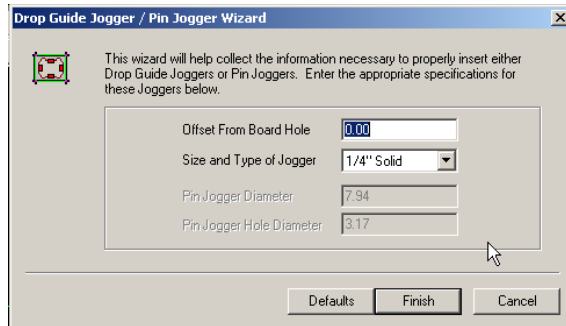 Drop Guide Jogger / Pin Jogger Wizard
This wizard will help collect the information necessary to properly insert either
Drop Guide Joggers or Pin Joggers. Enter the appropriate specifications for
these Joggers below.
Offset From Board Hole 0.00
Size and Type of Jogger 1/4" Solid
Pin Jogger Diameter 7.94
Pin Jogger Hole Diameter 3.17
Defaults Finish Cancel